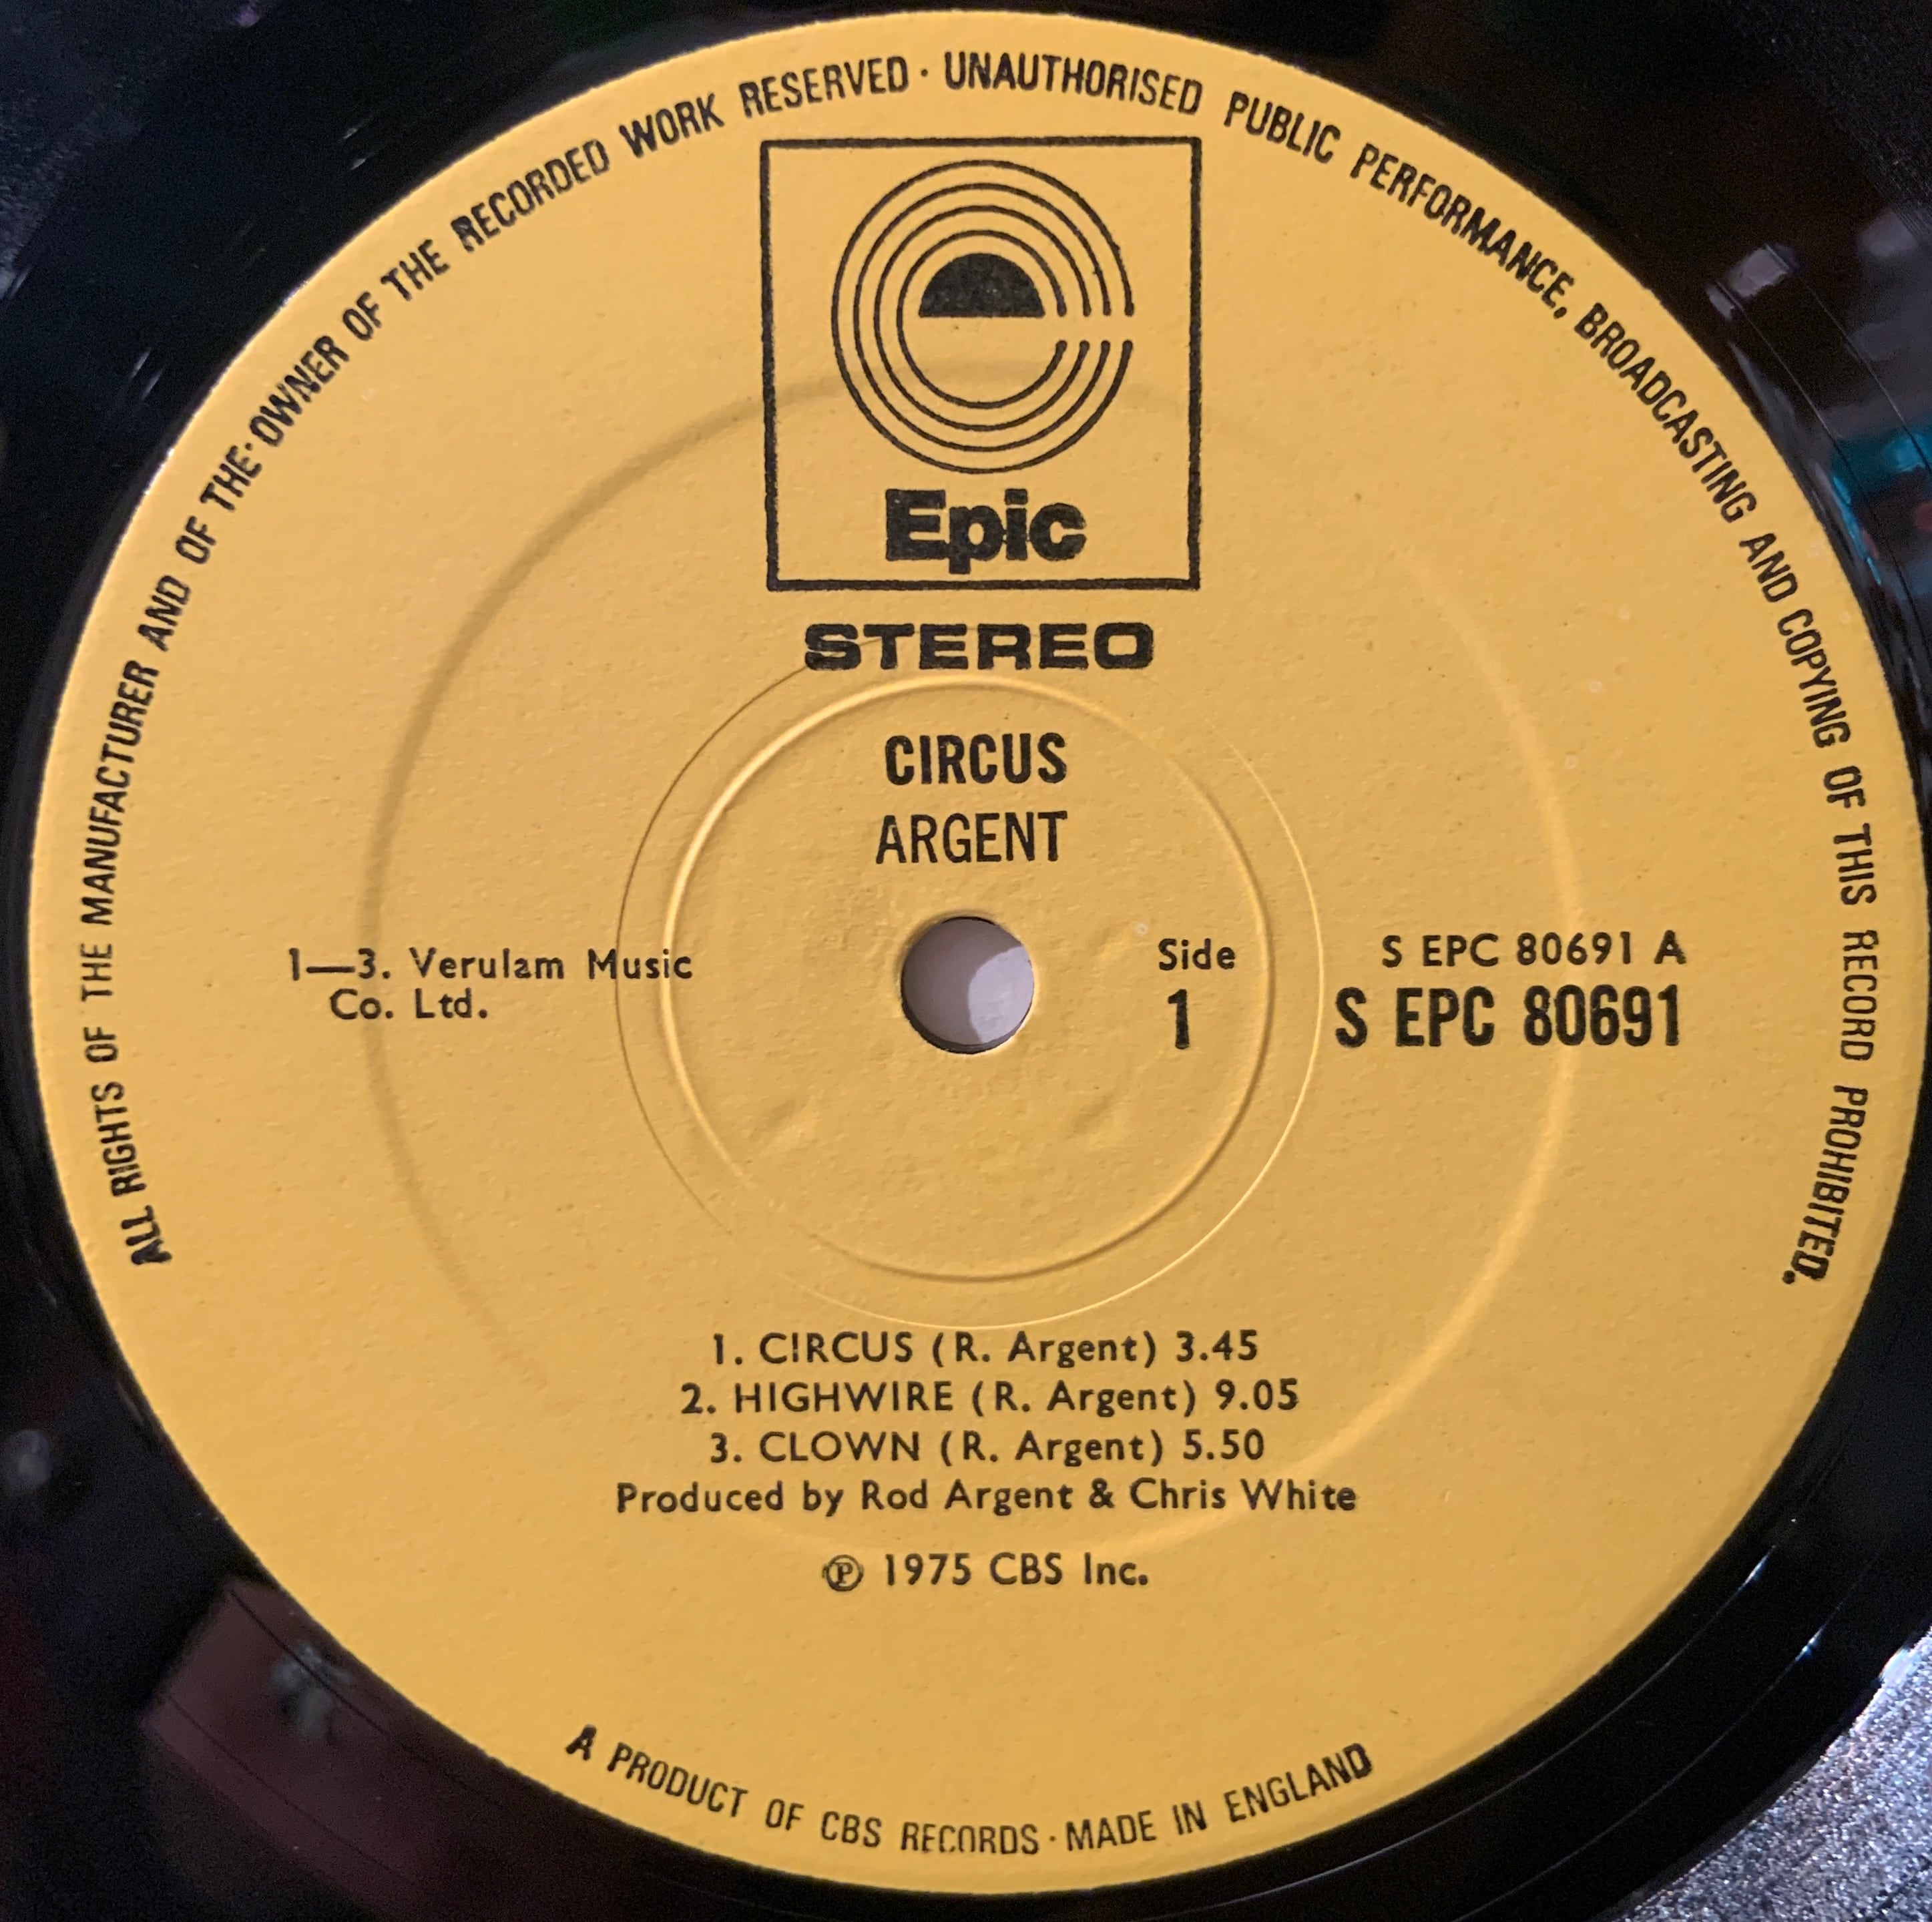 ALL RIGHTS OF THE MANUFACTURER AND OF THE OWNER OF THE RECORDED WORK RESERVED · UNAUTHORISED PUBLIC PERFORMANCE, BROADCASTING AND COPYING OF THIS RECORD PROHIBITED.
Epic
STEREO
CIRCUS
ARGENT
1—3. Verulam Music
Co. Ltd.
Side
1
S EPC 80691 A
S EPC 80691
1. CIRCUS (R. Argent) 3.45
2. HIGHWIRE (R. Argent) 9.05
3. CLOWN (R. Argent) 5.50
Produced by Rod Argent & Chris White
℗ 1975 CBS Inc.
A PRODUCT OF CBS RECORDS · MADE IN ENGLAND